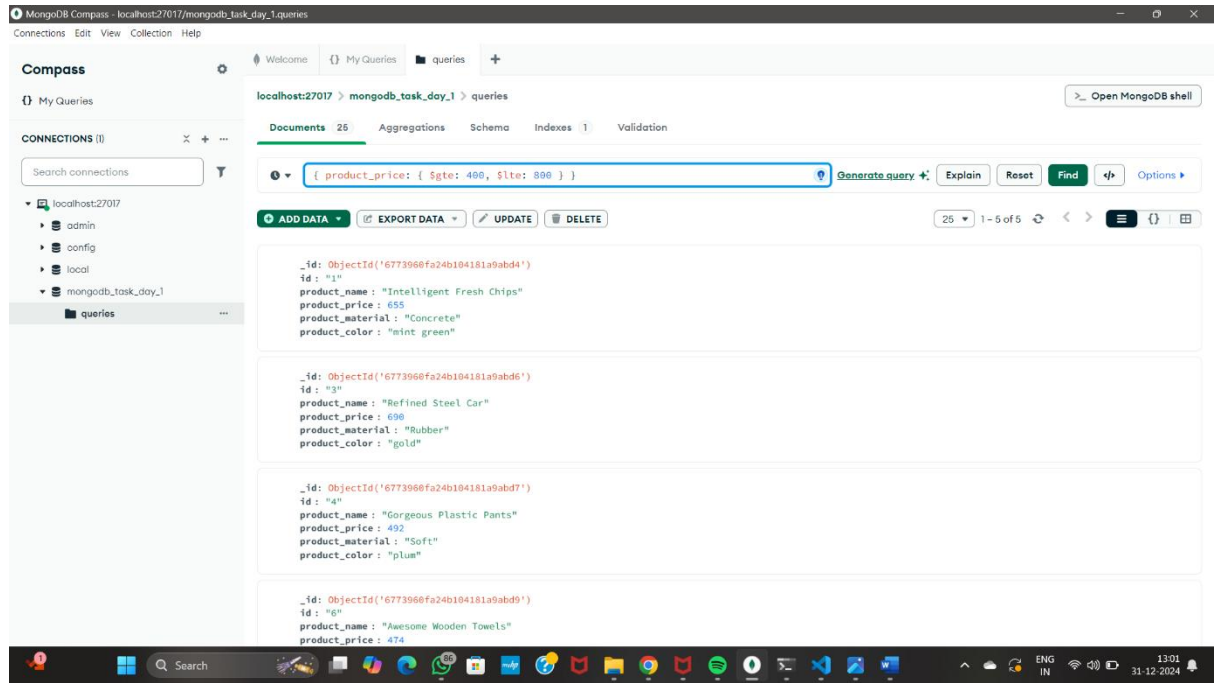 MongoDB Compass - localhost:27017/mongodb_task_day_1.queries
Connections Edit View Collection Help
Compass
{} My Queries
CONNECTIONS (1)
Search connections
localhost:27017
admin
config
local
mongodb_task_day_1
queries
Welcome {} My Queries queries +
localhost:27017 > mongodb_task_day_1 > queries
>_ Open MongoDB shell
Documents 25 Aggregations Schema Indexes 1 Validation
{ product_price: { $gte: 400, $lte: 800 } }
Generate query Explain Reset Find </> Options
ADD DATA EXPORT DATA UPDATE DELETE
25 1 - 5 of 5 {}
_id: ObjectId('6773960fa24b104181a9abd4')
id : "1"
product_name : "Intelligent Fresh Chips"
product_price : 655
product_material : "Concrete"
product_color : "mint green"
_id: ObjectId('6773960fa24b104181a9abd6')
id : "3"
product_name : "Refined Steel Car"
product_price : 690
product_material : "Rubber"
product_color : "gold"
_id: ObjectId('6773960fa24b104181a9abd7')
id : "4"
product_name : "Gorgeous Plastic Pants"
product_price : 492
product_material : "Soft"
product_color : "plum"
_id: ObjectId('6773960fa24b104181a9abd9')
id : "6"
product_name : "Awesome Wooden Towels"
product_price : 474
1
Search
86
ENG
IN
13:01
31-12-2024